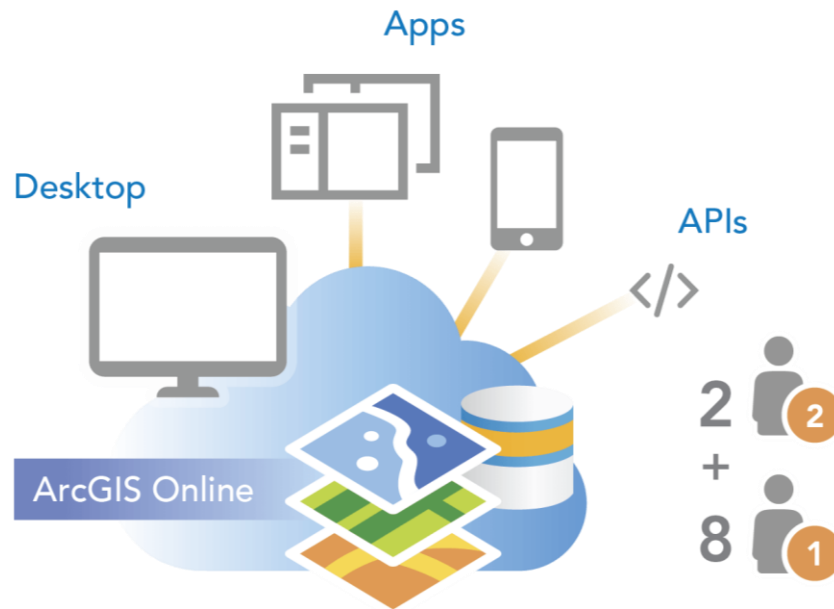 Apps
Desktop
APIs
</>
2
2
+
ArcGIS Online
8
1